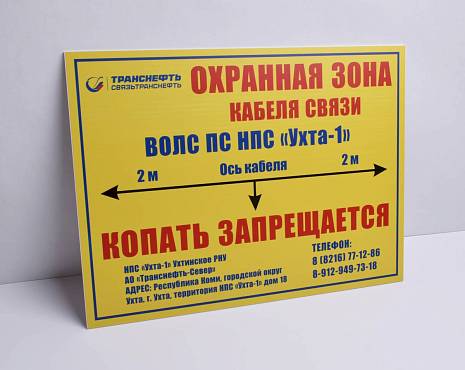 ТРАНСНЕФТЬ
СВЯЗЬТРАНСНЕФТЬ
ОХРАННАЯ ЗОНА
КАБЕЛЯ СВЯЗИ
ВОЛС ПС НПС «Ухта-1»
2 м Ось кабеля 2 м
КОПАТЬ ЗАПРЕЩАЕТСЯ
НПС «Ухта-1» Ухтинское РНУ
АО «Транснефть-Север»
АДРЕС: Республика Коми, городской округ
Ухта, г. Ухта, территория НПС «Ухта-1» дом 18
ТЕЛЕФОН:
8 (8216) 77-12-86
8-912-949-73-18